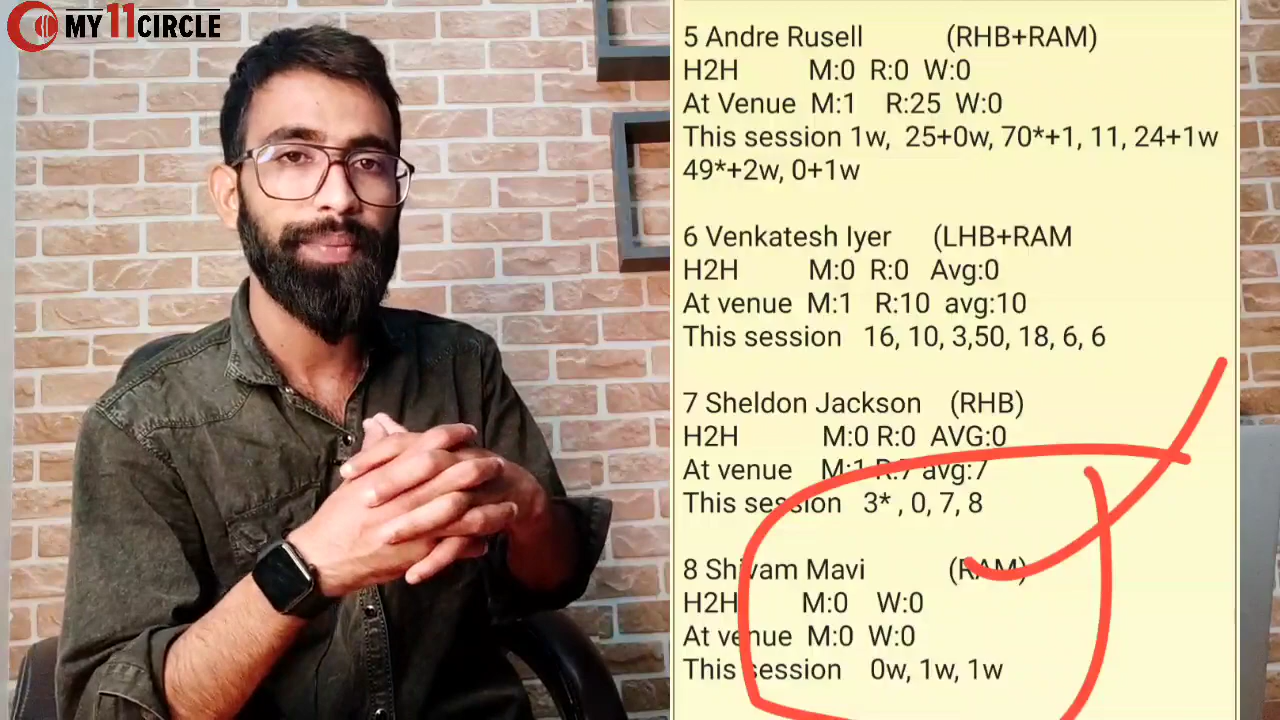 MY11CIRCLE
5 Andre Rusell (RHB+RAM)
H2H M:0 R:0 W:0
At Venue M:1 R:25 W:0
This session 1w, 25+0w, 70*+1, 11, 24+1w
49*+2w, 0+1w
6 Venkatesh Iyer (LHB+RAM
H2H M:0 R:0 Avg:0
At venue M:1 R:10 avg:10
This session 16, 10, 3,50, 18, 6, 6
7 Sheldon Jackson (RHB)
H2H M:0 R:0 AVG:0
At venue M:1 R:7 avg:7
This session 3* , 0, 7, 8
8 Shivam Mavi (RAM)
H2H M:0 W:0
At venue M:0 W:0
This session 0w, 1w, 1w